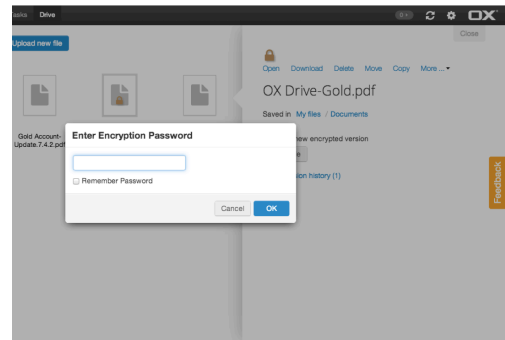 Tasks Drive
OX
Upload new file
Close
Open Download Delete Move Copy More ...
OX Drive-Gold.pdf
Saved in My files / Documents
Gold Account-
Update.7.4.2.pdf
Enter Encryption Password
new encrypted version
Remember Password
sion history (1)
Cancel OK
Feedback